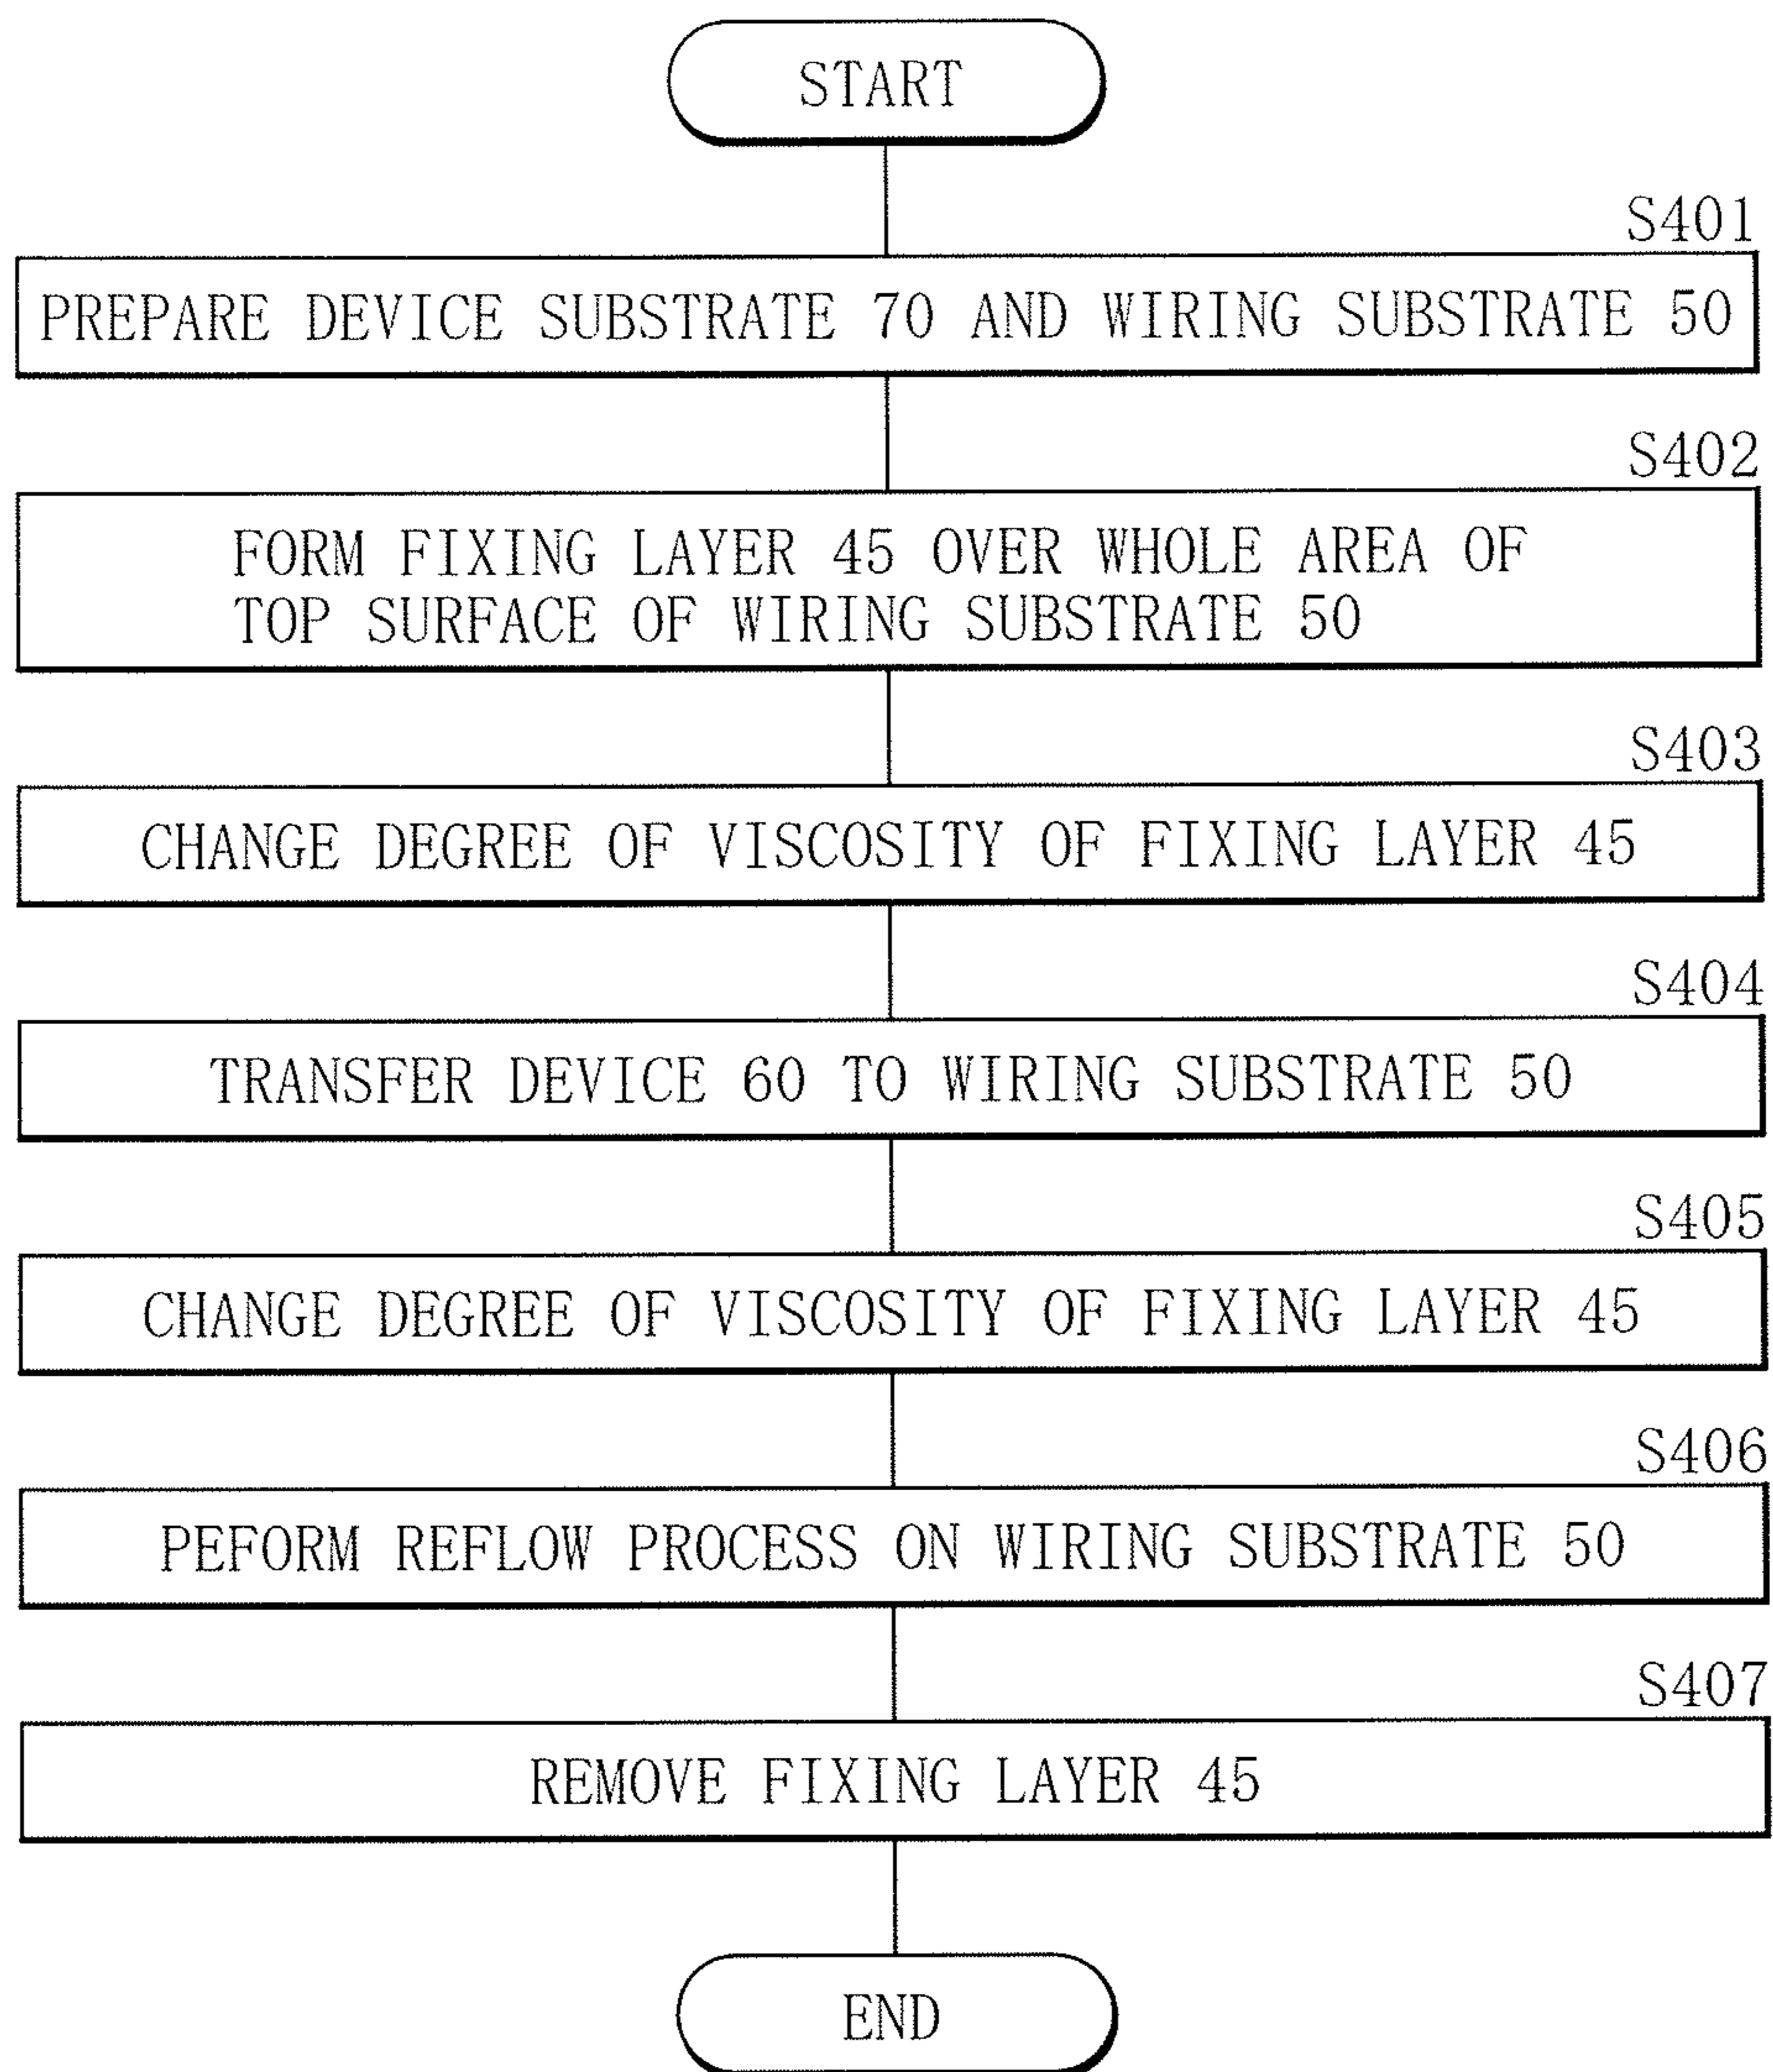 START
S401
PREPARE DEVICE SUBSTRATE 70 AND WIRING SUBSTRATE 50
S402
FORM FIXING LAYER 45 OVER WHOLE AREA OF
TOP SURFACE OF WIRING SUBSTRATE 50
S403
CHANGE DEGREE OF VISCOSITY OF FIXING LAYER 45
S404
TRANSFER DEVICE 60 TO WIRING SUBSTRATE 50
S405
CHANGE DEGREE OF VISCOSITY OF FIXING LAYER 45
S406
PEFORM REFLOW PROCESS ON WIRING SUBSTRATE 50
S407
REMOVE FIXING LAYER 45
END